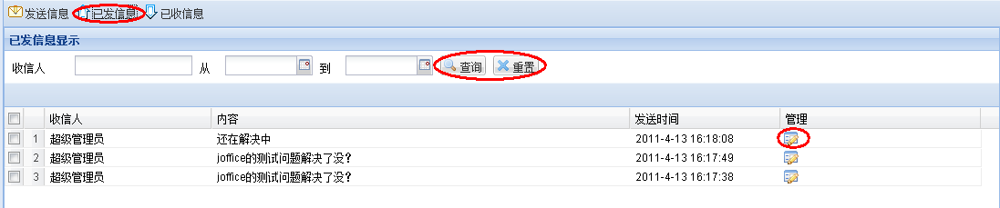 发送信息 已发信息 已收信息
已发信息显示
收信人 从 到 查询 重置
收信人 内容 发送时间 管理
1 超级管理员 还在解决中 2011-4-13 16:18:08
2 超级管理员 joffice的测试问题解决了没? 2011-4-13 16:17:49
3 超级管理员 joffice的测试问题解决了没? 2011-4-13 16:17:38